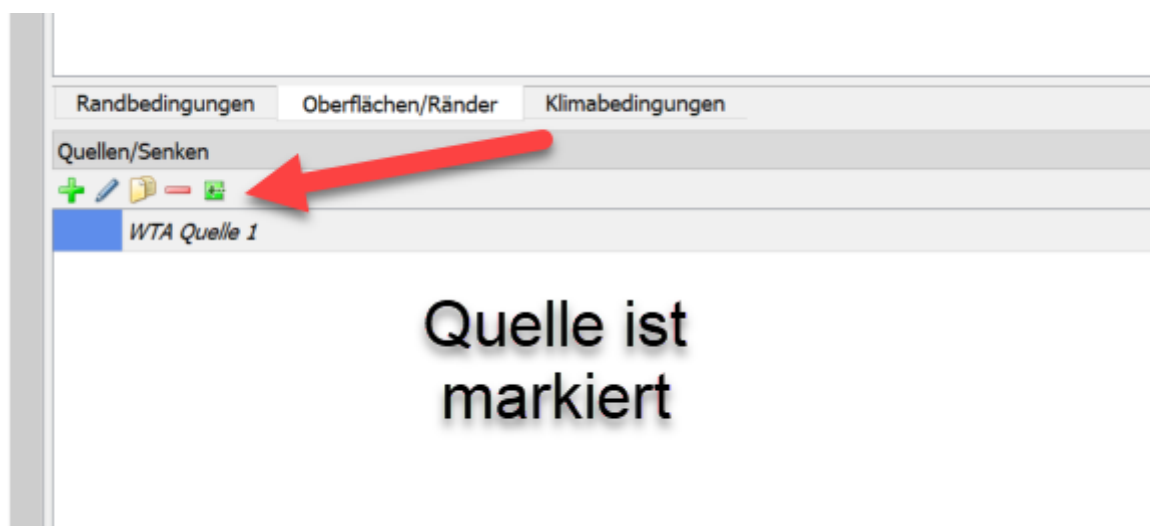 Randbedingungen Oberflächen/Ränder Klimabedingungen
Quellen/Senken
WTA Quelle 1
Quelle ist
markiert